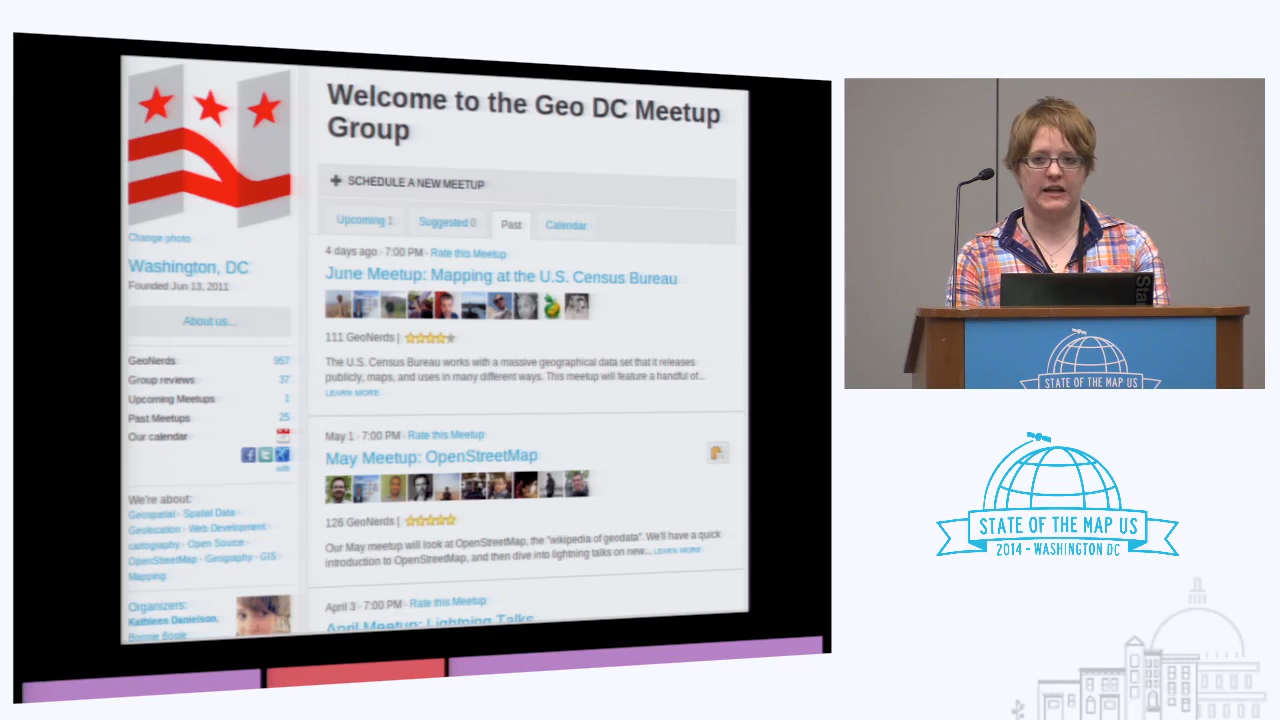 Welcome to the Geo DC Meetup
Group
SCHEDULE A NEW MEETUP
Upcoming 1
Suggested 0
Past
Calendar
Change photo
Washington, DC
Founded Jun 13, 2011
About us...
GeoNerds 957
Group reviews 37
Upcoming Meetups 1
Past Meetups 25
Our calendar
edit
We're about:
Geospatial · Spatial Data ·
Geolocation · Web Development ·
cartography · Open Source ·
OpenStreetMap · Geography · GIS ·
Mapping
Organizers:
Kathleen Danielson,
Bonnie Bogle
4 days ago · 7:00 PM · Rate this Meetup
June Meetup: Mapping at the U.S. Census Bureau
111 GeoNerds |
The U.S. Census Bureau works with a massive geographical data set that it releases
publicly, maps, and uses in many different ways. This meetup will feature a handful of...
LEARN MORE
May 1 · 7:00 PM · Rate this Meetup
May Meetup: OpenStreetMap
126 GeoNerds |
Our May meetup will look at OpenStreetMap, the "wikipedia of geodata". We'll have a quick
introduction to OpenStreetMap, and then dive into lightning talks on new... LEARN MORE
April 3 · 7:00 PM · Rate this Meetup
April Meetup: Lightning Talks
STATE OF THE MAP US
STATE OF THE MAP US
2014 - WASHINGTON DC